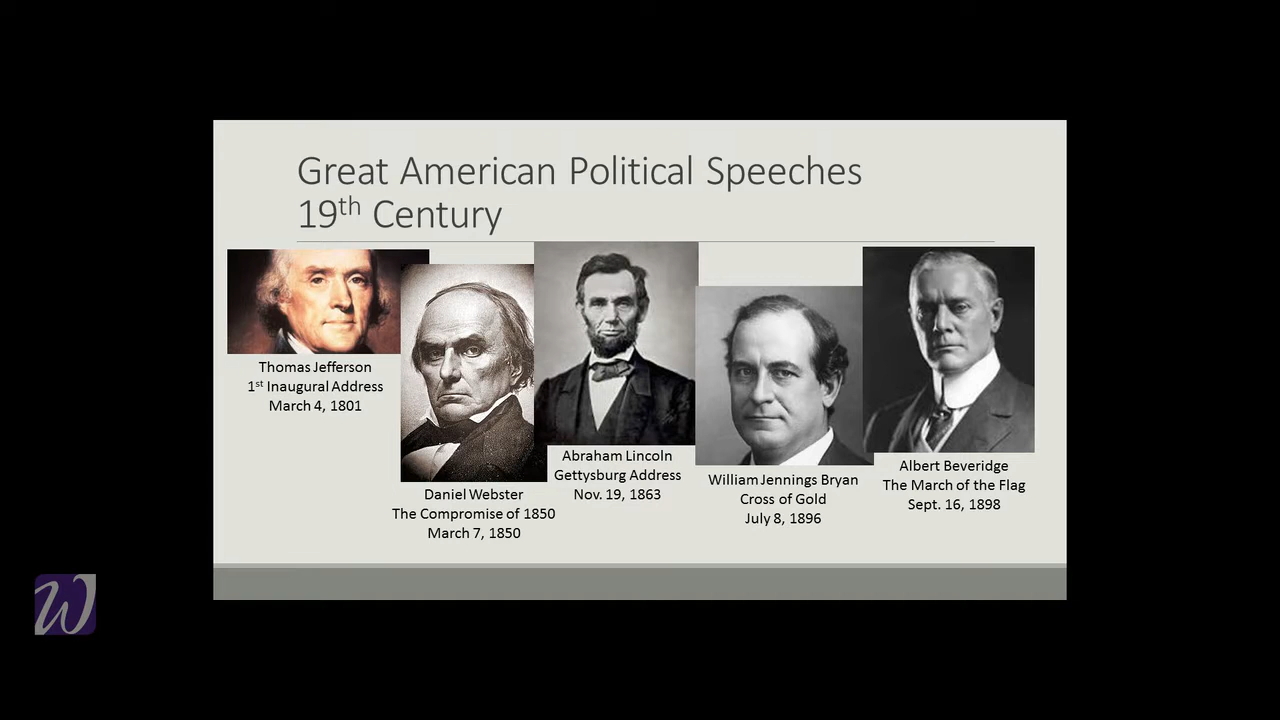 Great American Political Speeches
19th Century
Thomas Jefferson
1st Inaugural Address
March 4, 1801
Daniel Webster
The Compromise of 1850
March 7, 1850
Abraham Lincoln
Gettysburg Address
Nov. 19, 1863
William Jennings Bryan
Cross of Gold
July 8, 1896
Albert Beveridge
The March of the Flag
Sept. 16, 1898
W